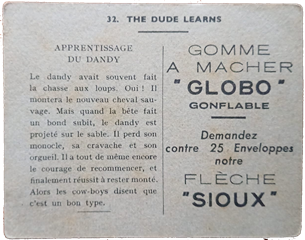 32. THE DUDE LEARNS
APPRENTISSAGE
DU DANDY
Le dandy avait souvent fait
la chasse aux loups. Oui ! Il
montera le nouveau cheval sau-
vage. Mais quand la bête fait
un bond subit, le dandy est
projeté sur le sable. Il perd son
monocle, sa cravache et son
orgueil. Il a tout de même encore
le courage de recommencer, et
finalement réussit à rester monté.
Alors les cow-boys disent que
c'est un bon type.
GOMME
A MACHER
"GLOBO"
GONFLABLE
Demandez
contre 25 Enveloppes
notre
FLÈCHE
"SIOUX"